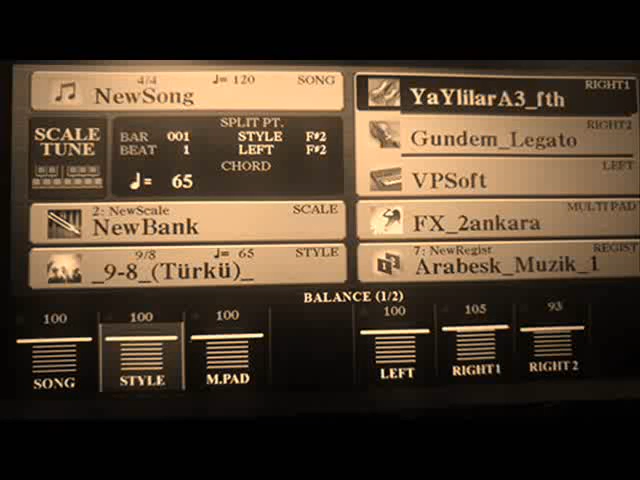 4/4 ♩= 120 SONG
NewSong
SCALE
TUNE
SPLIT PT.
BAR 001 STYLE F#2
BEAT 1 LEFT F#2
CHORD
♩= 65
2: NewScale SCALE
NewBank
9/8 ♩= 65 STYLE
_9-8_(Türkü)_
RIGHT1
YaYlilarA3_fth
RIGHT2
Gundem_Legato
LEFT
VPSoft
MULTI PAD
FX_2ankara
7: NewRegist REGIST
Arabesk_Muzik_1
BALANCE (1/2)
100 100 100 100 105 93
SONG STYLE M.PAD LEFT RIGHT1 RIGHT2